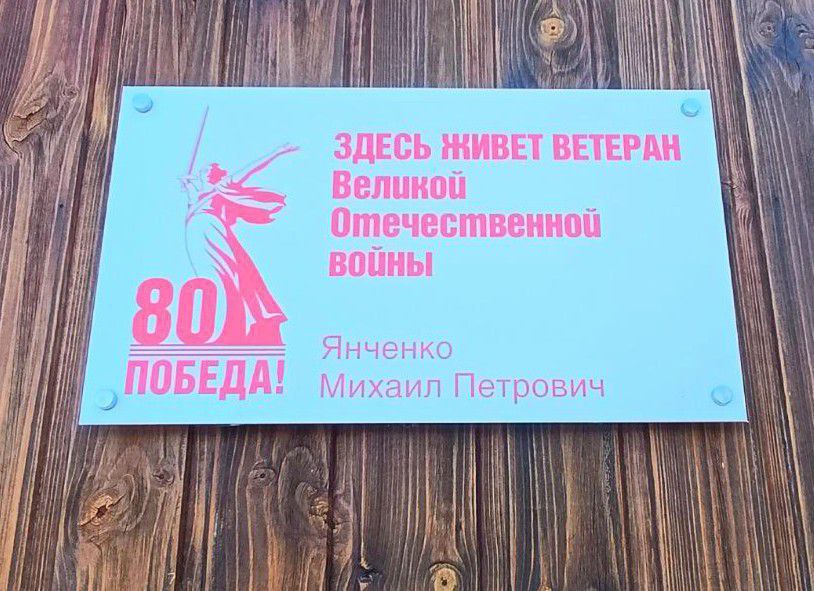 ЗДЕСЬ ЖИВЕТ ВЕТЕРАН
Великой
Отечественной
войны
80
ПОБЕДА!
Янченко
Михаил Петрович